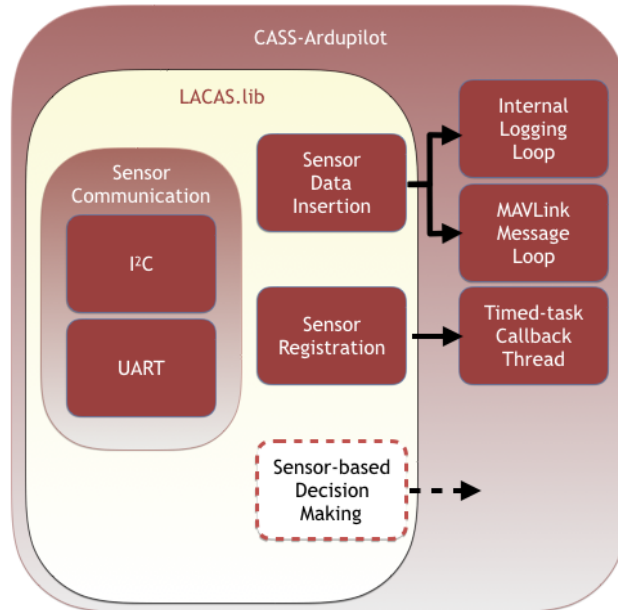 CASS-Ardupilot
LACAS.lib
Sensor
Communication
I²C
UART
Sensor
Data
Insertion
Sensor
Registration
Sensor-based
Decision
Making
Internal
Logging
Loop
MAVLink
Message
Loop
Timed-task
Callback
Thread